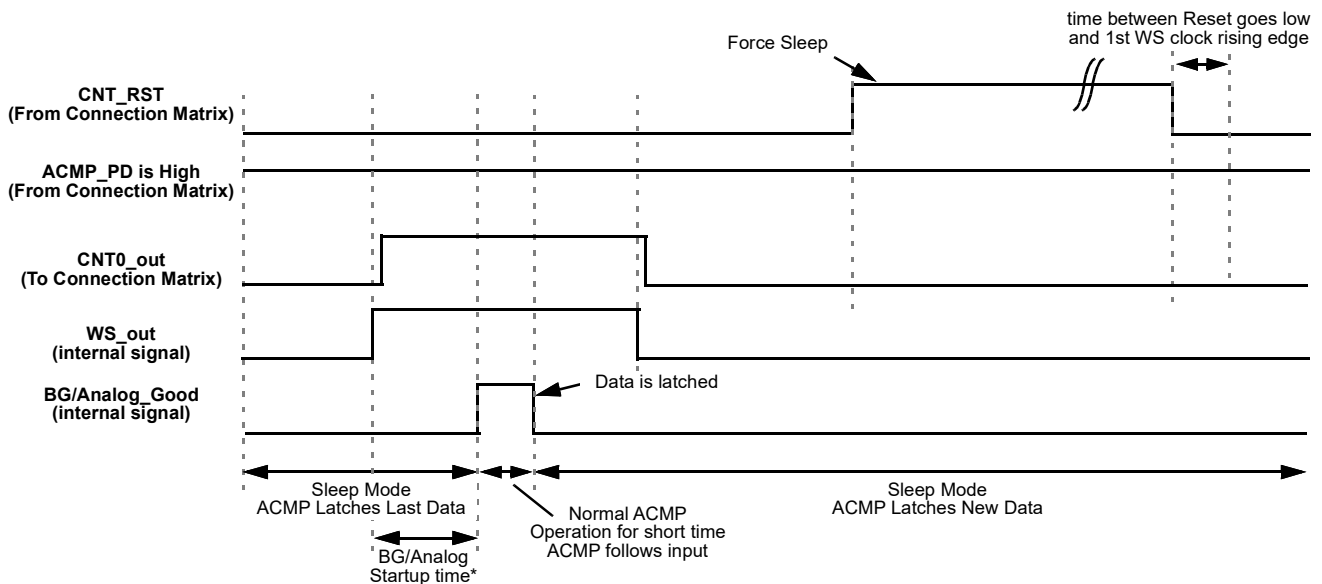 time between Reset goes low
and 1st WS clock rising edge
Force Sleep
CNT_RST
(From Connection Matrix)
ACMP_PD is High
(From Connection Matrix)
CNT0_out
(To Connection Matrix)
WS_out
(internal signal)
BG/Analog_Good
(internal signal)
Data is latched
Sleep Mode
ACMP Latches Last Data
Normal ACMP
Operation for short time
ACMP follows input
Sleep Mode
ACMP Latches New Data
BG/Analog
Startup time*